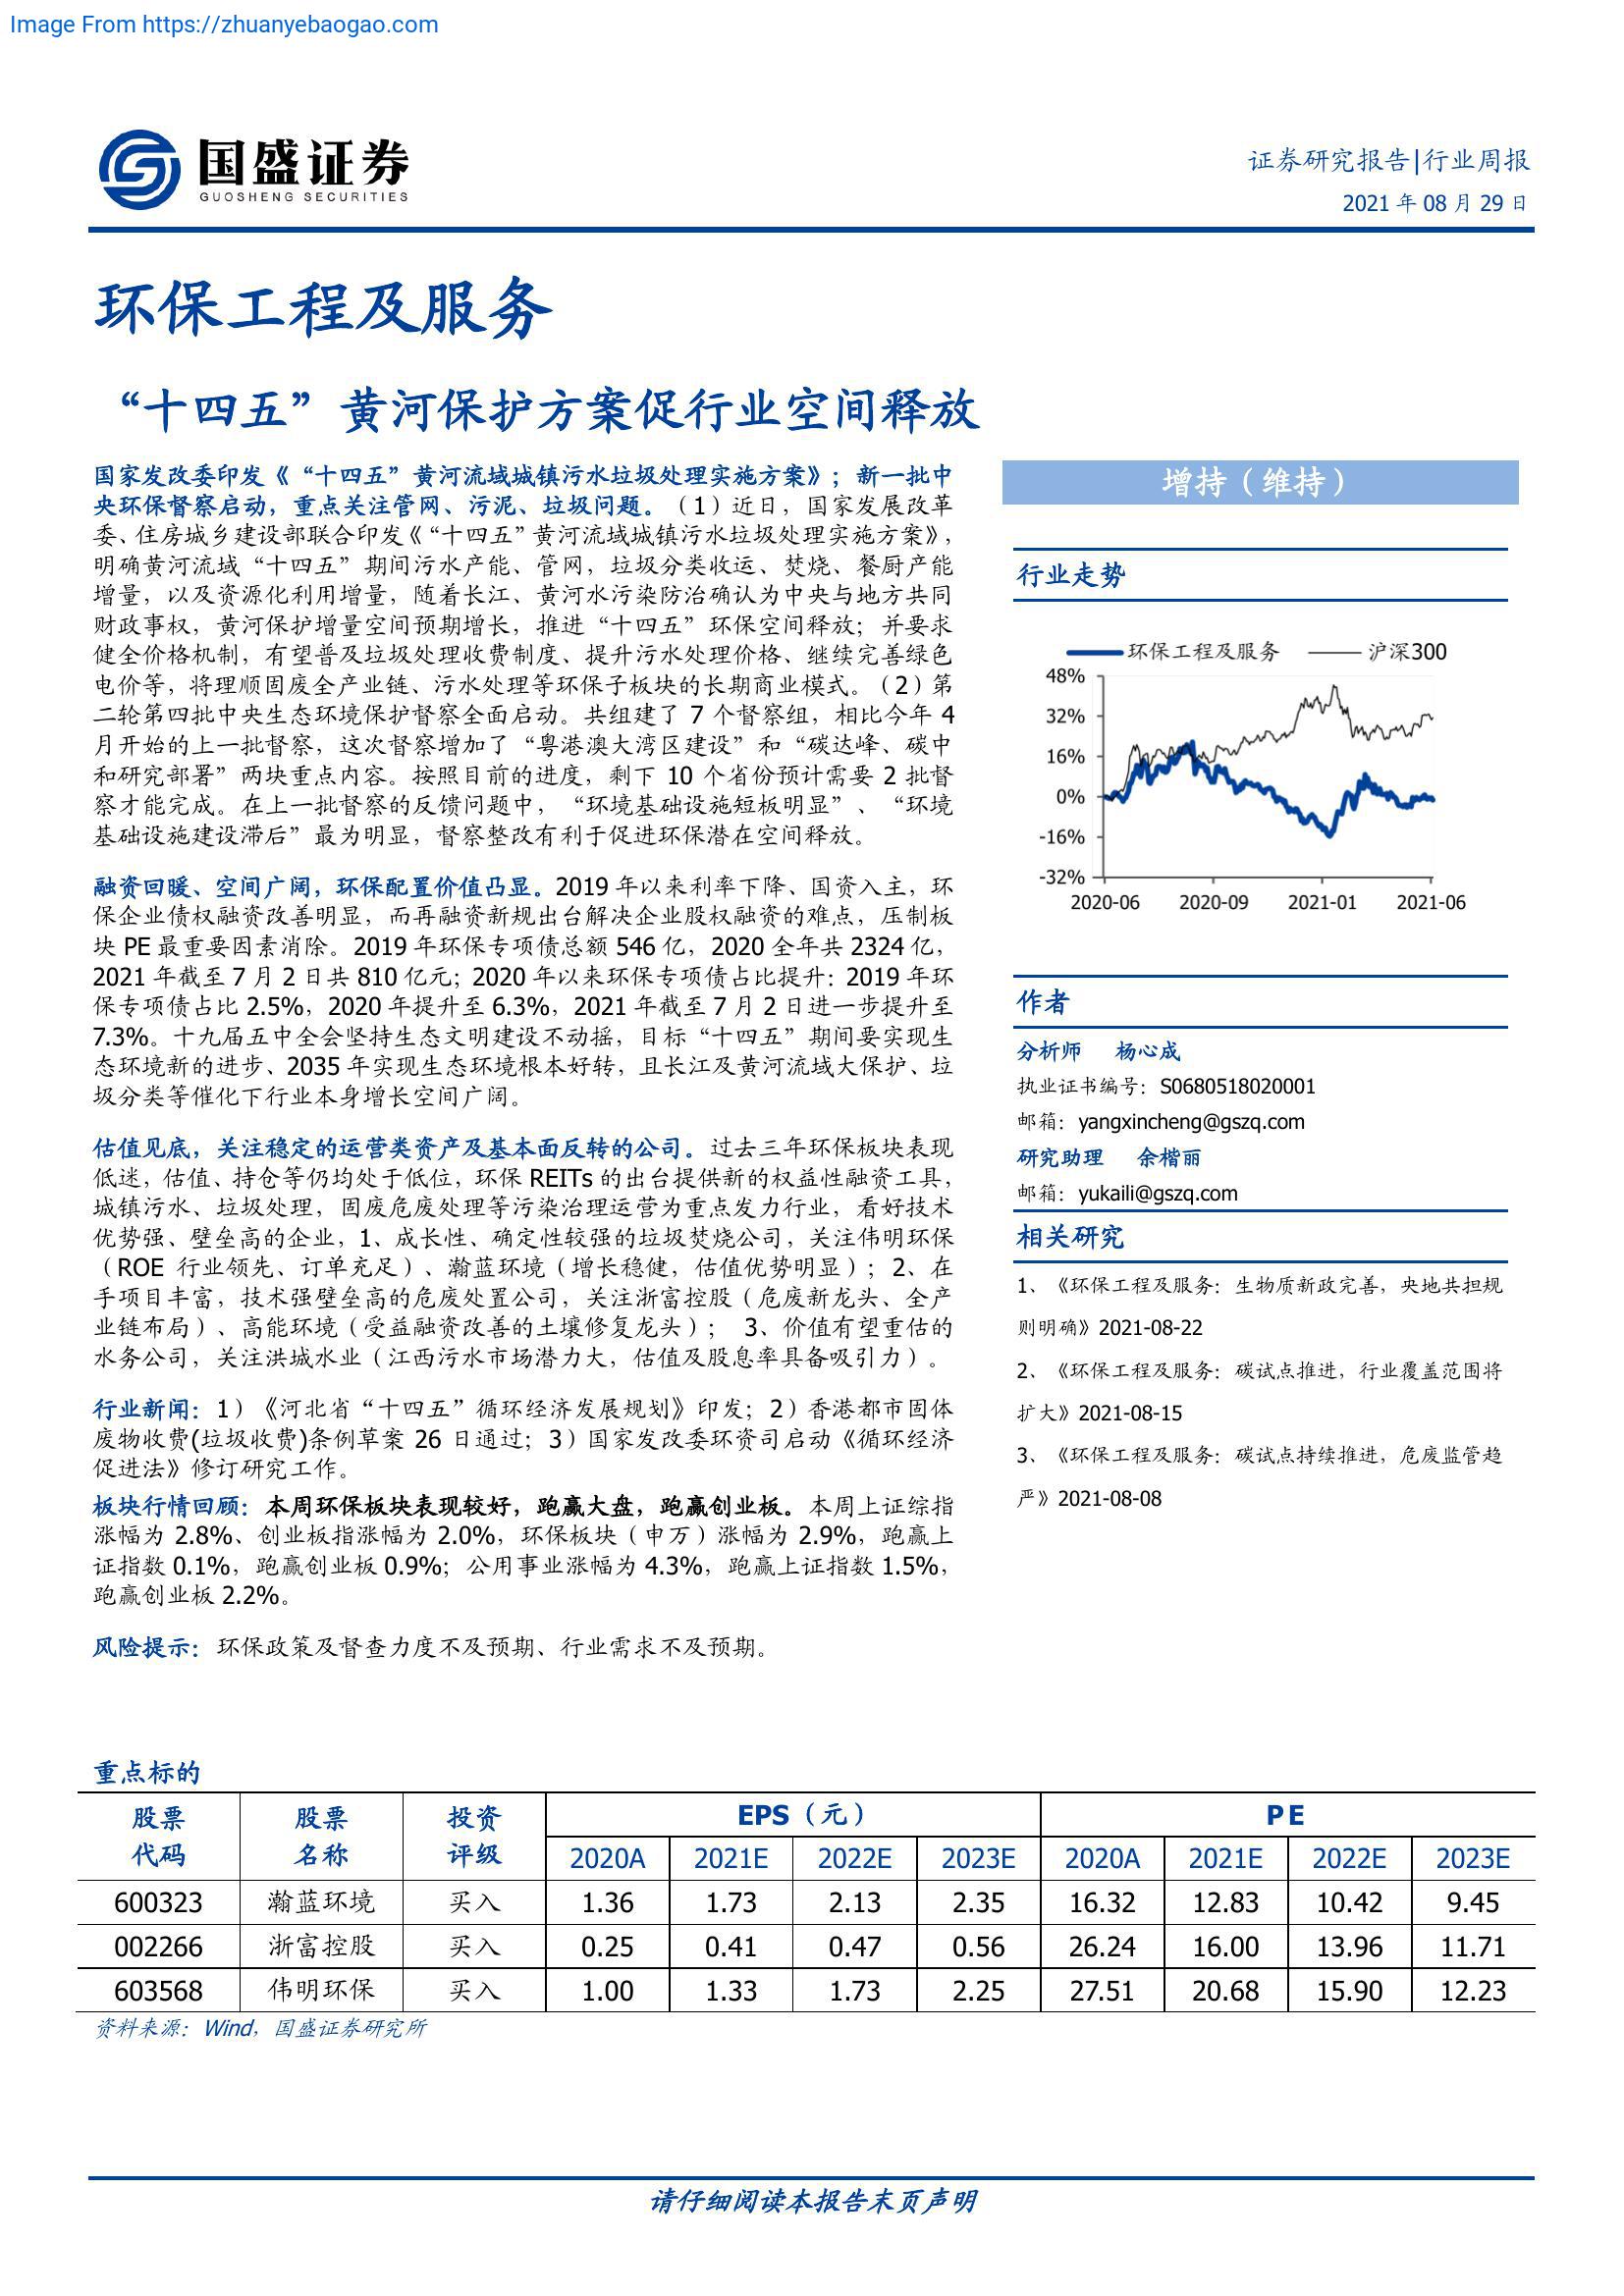 Image From https://zhuanyebaogao.com
国盛证券
GUOSHENG SECURITIES
证券研究报告|行业周报
2021 年 08 月 29 日
环保工程及服务
“十四五”黄河保护方案促行业空间释放
国家发改委印发《“十四五”黄河流域城镇污水垃圾处理实施方案》；新一批中
央环保督察启动，重点关注管网、污泥、垃圾问题。（1）近日，国家发展改革
委、住房城乡建设部联合印发《“十四五”黄河流域城镇污水垃圾处理实施方案》，
明确黄河流域“十四五”期间污水产能、管网，垃圾分类收运、焚烧、餐厨产能
增量，以及资源化利用增量，随着长江、黄河水污染防治确认为中央与地方共同
财政事权，黄河保护增量空间预期增长，推进“十四五”环保空间释放；并要求
健全价格机制，有望普及垃圾处理收费制度、提升污水处理价格、继续完善绿色
电价等，将理顺固废全产业链、污水处理等环保子板块的长期商业模式。（2）第
二轮第四批中央生态环境保护督察全面启动。共组建了 7 个督察组，相比今年 4
月开始的上一批督察，这次督察增加了“粤港澳大湾区建设”和“碳达峰、碳中
和研究部署”两块重点内容。按照目前的进度，剩下 10 个省份预计需要 2 批督
察才能完成。在上一批督察的反馈问题中，“环境基础设施短板明显”、“环境
基础设施建设滞后”最为明显，督察整改有利于促进环保潜在空间释放。
融资回暖、空间广阔，环保配置价值凸显。2019 年以来利率下降、国资入主，环
保企业债权融资改善明显，而再融资新规出台解决企业股权融资的难点，压制板
块 PE 最重要因素消除。2019 年环保专项债总额 546 亿，2020 全年共 2324 亿，
2021 年截至 7 月 2 日共 810 亿元；2020 年以来环保专项债占比提升：2019 年环
保专项债占比 2.5%，2020 年提升至 6.3%，2021 年截至 7 月 2 日进一步提升至
7.3%。十九届五中全会坚持生态文明建设不动摇，目标“十四五”期间要实现生
态环境新的进步、2035 年实现生态环境根本好转，且长江及黄河流域大保护、垃
圾分类等催化下行业本身增长空间广阔。
估值见底，关注稳定的运营类资产及基本面反转的公司。过去三年环保板块表现
低迷，估值、持仓等仍均处于低位，环保 REITs 的出台提供新的权益性融资工具，
城镇污水、垃圾处理，固废危废处理等污染治理运营为重点发力行业，看好技术
优势强、壁垒高的企业，1、成长性、确定性较强的垃圾焚烧公司，关注伟明环保
（ROE 行业领先、订单充足）、瀚蓝环境（增长稳健，估值优势明显）；2、在
手项目丰富，技术强壁垒高的危废处置公司，关注浙富控股（危废新龙头、全产
业链布局）、高能环境（受益融资改善的土壤修复龙头）； 3、价值有望重估的
水务公司，关注洪城水业（江西污水市场潜力大，估值及股息率具备吸引力）。
行业新闻：1）《河北省“十四五”循环经济发展规划》印发；2）香港都市固体
废物收费(垃圾收费)条例草案 26 日通过；3）国家发改委环资司启动《循环经济
促进法》修订研究工作。
板块行情回顾：本周环保板块表现较好，跑赢大盘，跑赢创业板。本周上证综指
涨幅为 2.8%、创业板指涨幅为 2.0%，环保板块（申万）涨幅为 2.9%，跑赢上
证指数 0.1%，跑赢创业板 0.9%；公用事业涨幅为 4.3%，跑赢上证指数 1.5%，
跑赢创业板 2.2%。
风险提示：环保政策及督查力度不及预期、行业需求不及预期。
增持（维持）
行业走势
环保工程及服务 沪深300
48%
32%
16%
0%
-16%
-32%
2020-06 2020-09 2021-01 2021-06
作者
分析师 杨心成
执业证书编号：S0680518020001
邮箱：yangxincheng@gszq.com
研究助理 余楷丽
邮箱：yukaili@gszq.com
相关研究
1、《环保工程及服务：生物质新政完善，央地共担规
则明确》2021-08-22
2、《环保工程及服务：碳试点推进，行业覆盖范围将
扩大》2021-08-15
3、《环保工程及服务：碳试点持续推进，危废监管趋
严》2021-08-08
重点标的
股票 股票 投资 EPS（元） PE
代码 名称 评级 2020A 2021E 2022E 2023E 2020A 2021E 2022E 2023E
600323 瀚蓝环境 买入 1.36 1.73 2.13 2.35 16.32 12.83 10.42 9.45
002266 浙富控股 买入 0.25 0.41 0.47 0.56 26.24 16.00 13.96 11.71
603568 伟明环保 买入 1.00 1.33 1.73 2.25 27.51 20.68 15.90 12.23
资料来源：Wind，国盛证券研究所
请仔细阅读本报告末页声明